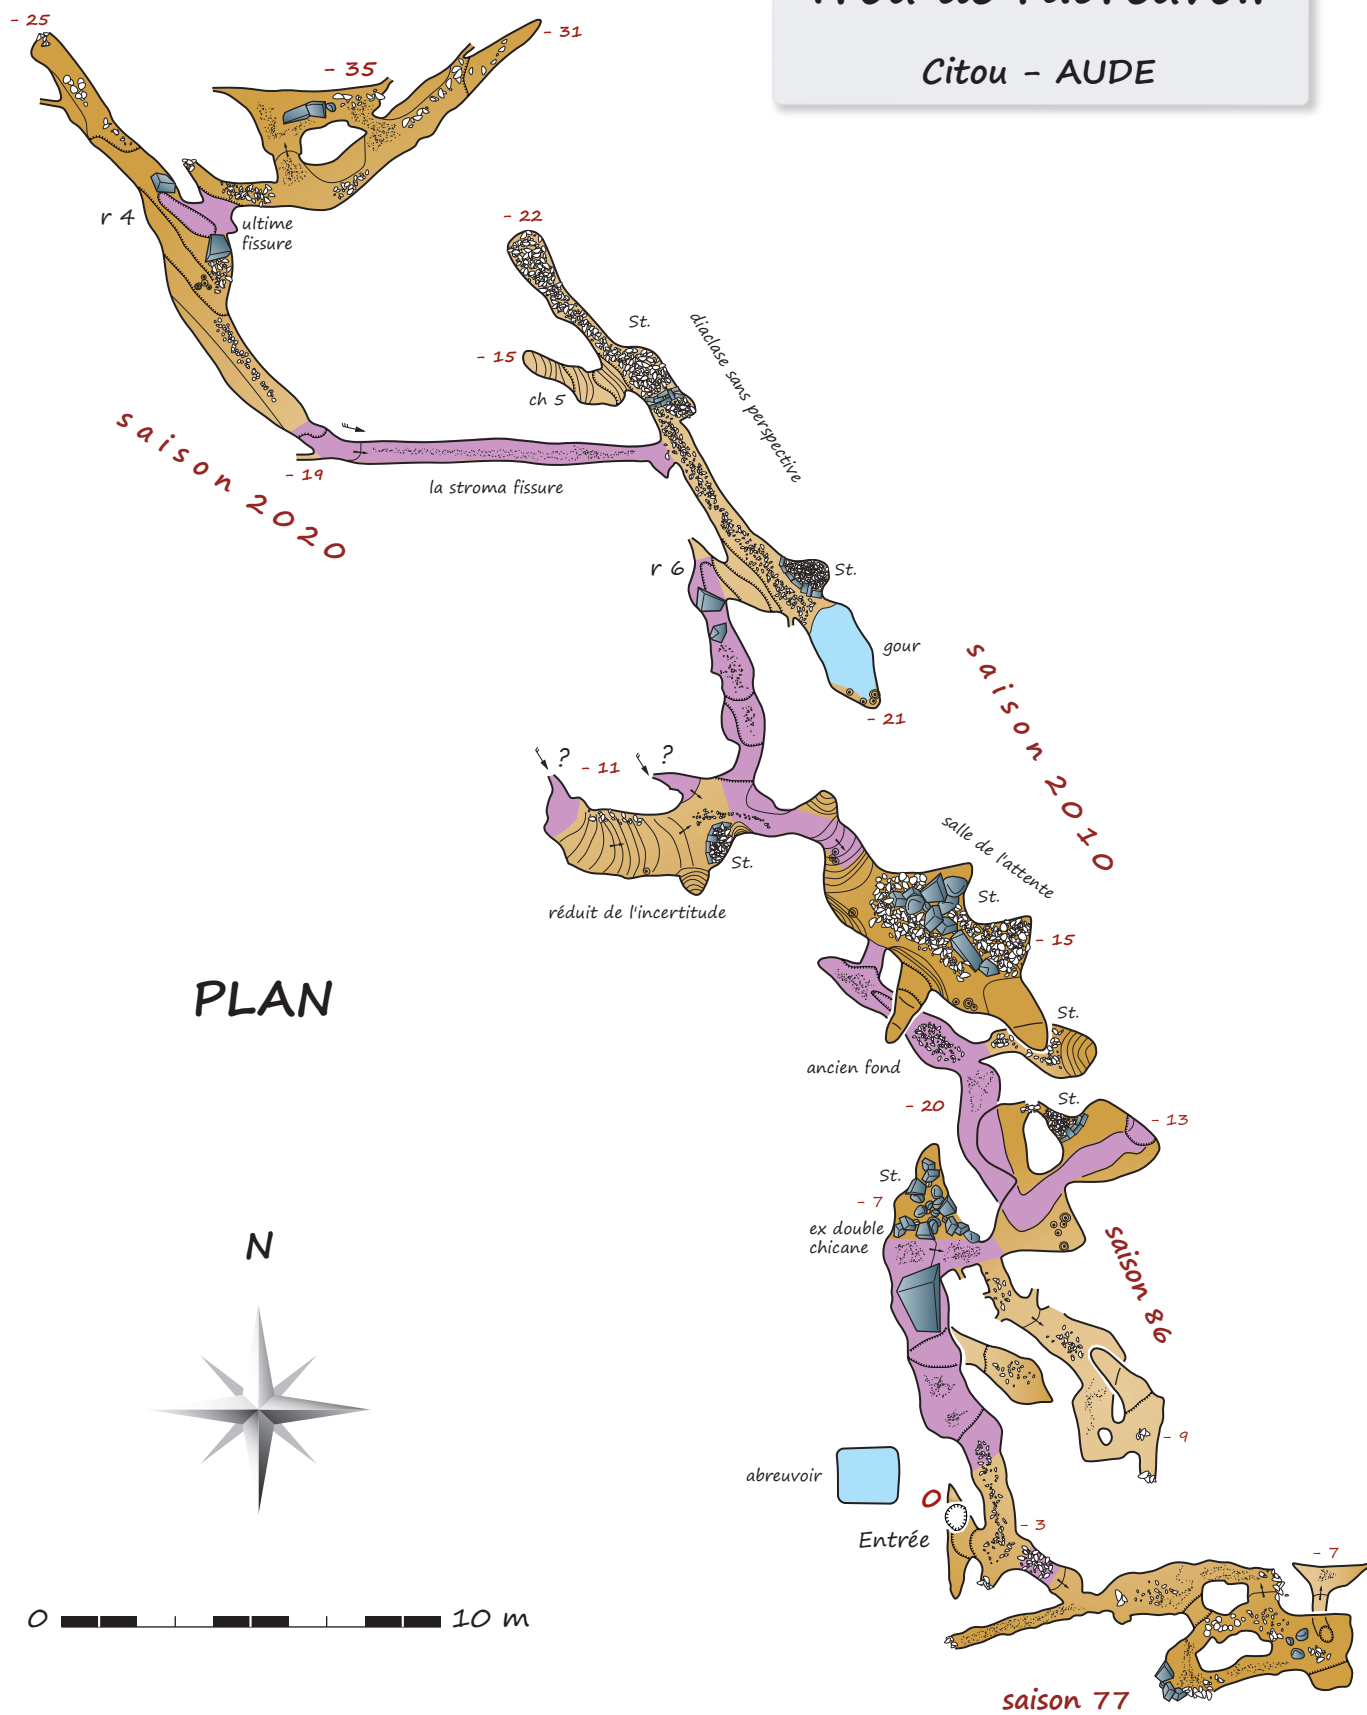 Citou - AUDE
- 25
- 31
- 35
r 4
ultime
fissure
- 22
St.
diaclase sans perspective
- 15
ch 5
saison 2020
- 19
la stroma fissure
r 6
St.
gour
- 21
saison 2010
?
- 11
?
St.
réduit de l'incertitude
salle de l'attente
St.
- 15
PLAN
St.
ancien fond
- 20
St.
- 13
St.
- 7
ex double
chicane
saison 86
N
- 9
abreuvoir
0
Entrée
- 3
- 7
0
10 m
saison 77